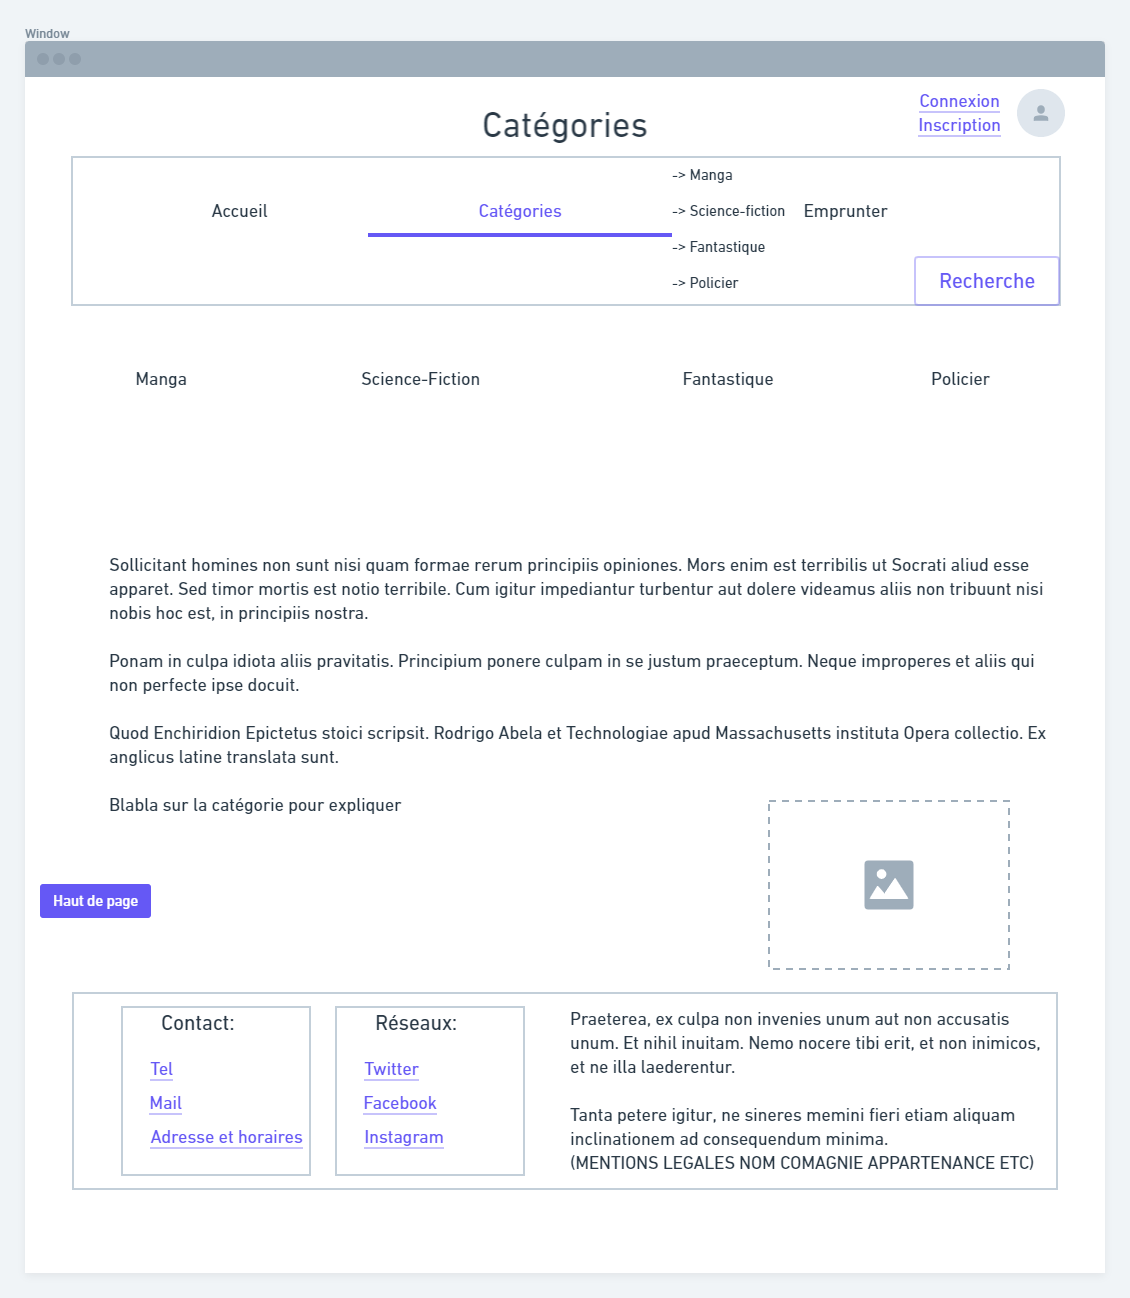 Window
Connexion
Catégories
Inscription
-> Manga
Accueil
Catégories
-> Science-fiction
Emprunter
-> Fantastique
-> Policier
Recherche
Manga
Science-Fiction
Fantastique
Policier
Sollicitant homines non sunt nisi quam formae rerum principiis opiniones. Mors enim est terribilis ut Socrati aliud esse
apparet. Sed timor mortis est notio terribile. Cum igitur impediantur turbentur aut dolere videamus aliis non tribuunt nisi
nobis hoc est, in principiis nostra.
Ponam in culpa idiota aliis pravitatis. Principium ponere culpam in se justum praeceptum. Neque improperes et aliis qui
non perfecte ipse docuit.
Quod Enchiridion Epictetus stoici scripsit. Rodrigo Abela et Technologiae apud Massachusetts instituta Opera collectio. Ex
anglicus latine translata sunt.
Blabla sur la catégorie pour expliquer
Haut de page
Contact:
Tel
Mail
Adresse et horaires
Réseaux:
Twitter
Facebook
Instagram
Praeterea, ex culpa non invenies unum aut non accusatis
unum. Et nihil inuitam. Nemo nocere tibi erit, et non inimicos,
et ne illa laederentur.
Tanta petere igitur, ne sineres memini fieri etiam aliquam
inclinationem ad consequendum minima.
(MENTIONS LEGALES NOM COMAGNIE APPARTENANCE ETC)